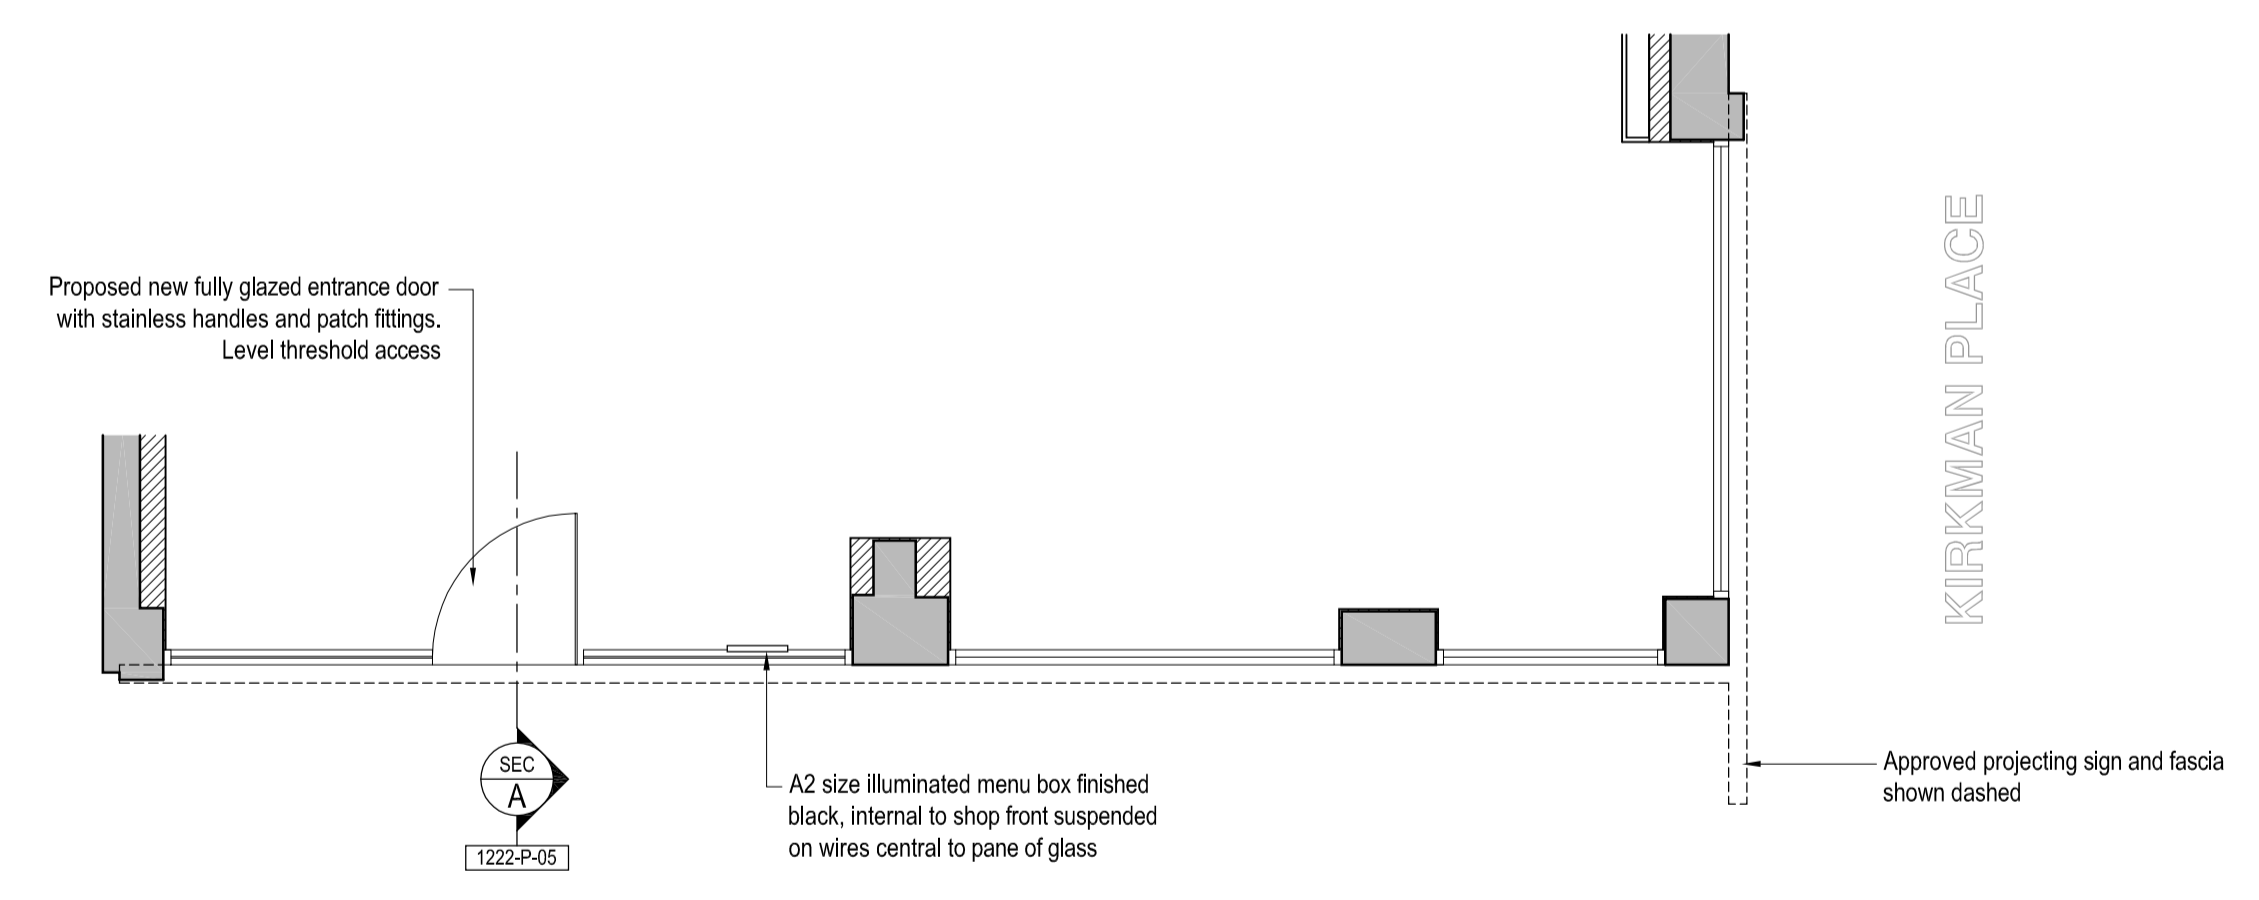 Proposed new fully glazed entrance door
with stainless handles and patch fittings.
Level threshold access
KIRKMAN PLACE
SEC
A
1222-P-05
A2 size illuminated menu box finished
black, internal to shop front suspended
on wires central to pane of glass
Approved projecting sign and fascia
shown dashed